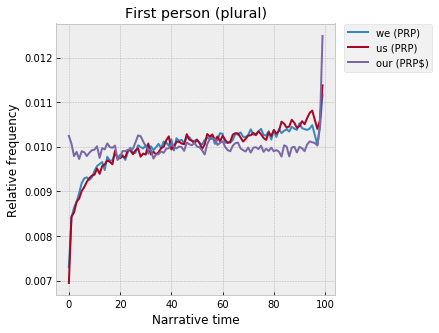 First person (plural)
we (PRP)
us (PRP)
our (PRP$)
0.012
0.011
0.010
0.009
0.008
0.007
Relative frequency
0
20
40
60
80
100
Narrative time